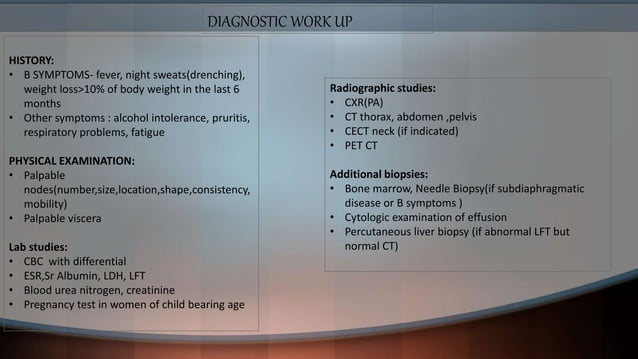 DIAGNOSTIC WORK UP
HISTORY:
• B SYMPTOMS- fever, night sweats(drenching),
weight loss>10% of body weight in the last 6
months
• Other symptoms : alcohol intolerance, pruritis,
respiratory problems, fatigue
PHYSICAL EXAMINATION:
• Palpable
nodes(number,size,location,shape,consistency,
mobility)
• Palpable viscera
Lab studies:
• CBC with differential
• ESR,Sr Albumin, LDH, LFT
• Blood urea nitrogen, creatinine
• Pregnancy test in women of child bearing age
Radiographic studies:
• CXR(PA)
• CT thorax, abdomen ,pelvis
• CECT neck (if indicated)
• PET CT
Additional biopsies:
• Bone marrow, Needle Biopsy(if subdiaphragmatic
disease or B symptoms )
• Cytologic examination of effusion
• Percutaneous liver biopsy (if abnormal LFT but
normal CT)